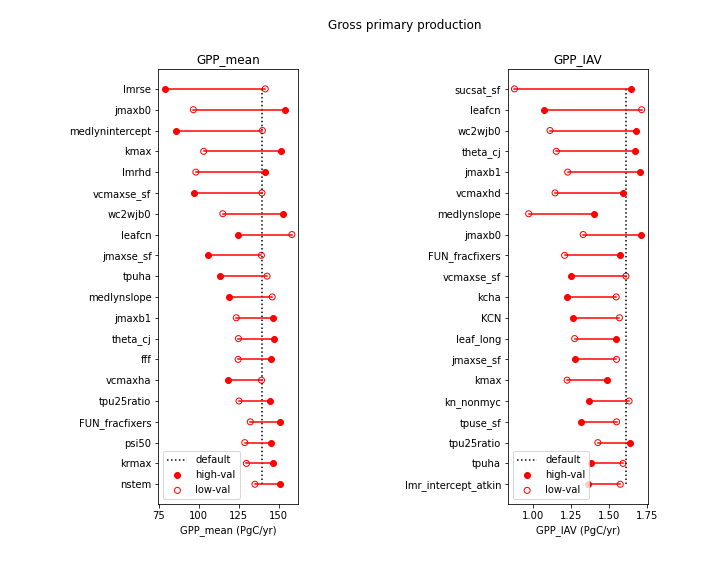 Gross primary production
GPP_mean
lmrse
jmaxb0
medlynintercept
kmax
lmrhd
vcmaxse_sf
wc2wjb0
leafcn
jmaxse_sf
tpuha
medlynslope
jmaxb1
theta_cj
fff
vcmaxha
tpu25ratio
FUN_fracfixers
psi50
krmax
nstem
default
high-val
low-val
75 100 125 150
GPP_mean (PgC/yr)
GPP_IAV
sucsat_sf
leafcn
wc2wjb0
theta_cj
jmaxb1
vcmaxhd
medlynslope
jmaxb0
FUN_fracfixers
vcmaxse_sf
kcha
KCN
leaf_long
jmaxse_sf
kmax
kn_nonmyc
tpuse_sf
tpu25ratio
tpuha
lmr_intercept_atkin
default
high-val
low-val
1.00 1.25 1.50 1.75
GPP_IAV (PgC/yr)